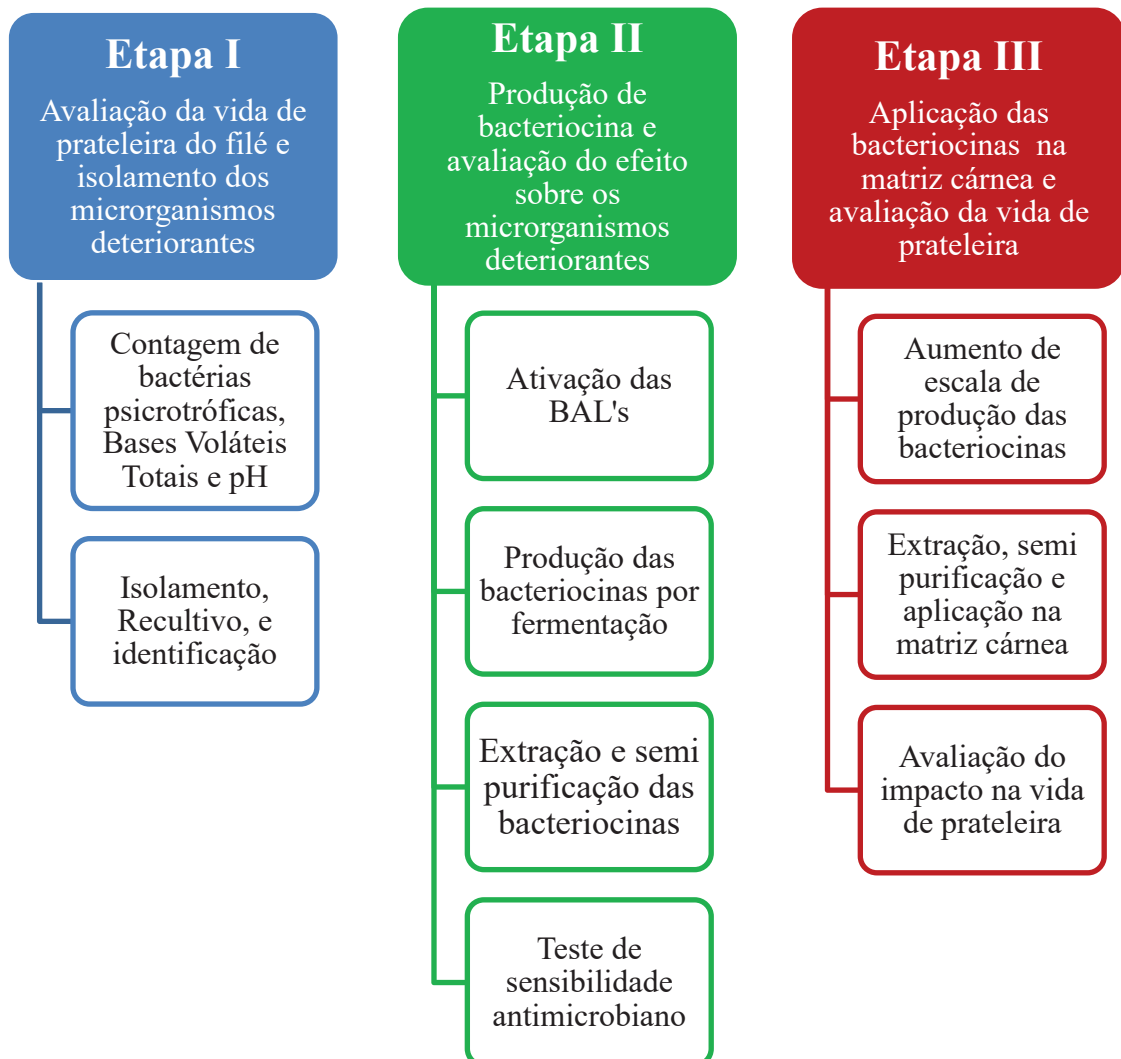 Etapa I
Avaliação da vida de
prateleira do filé e
isolamento dos
microrganismos
deteriorantes
Contagem de
bactérias
psicrotróficas,
Bases Voláteis
Totais e pH
Isolamento,
Recultivo, e
identificação
Etapa II
Produção de
bacteriocina e
avaliação do efeito
sobre os
microrganismos
deteriorantes
Ativação das
BAL's
Produção das
bacteriocinas por
fermentação
Extração e semi
purificação das
bacteriocinas
Teste de
sensibilidade
antimicrobiano
Etapa III
Aplicação das
bacteriocinas na
matriz cárnea e
avaliação da vida de
prateleira
Aumento de
escala de
produção das
bacteriocinas
Extração, semi
purificação e
aplicação na
matriz cárnea
Avaliação do
impacto na vida
de prateleira